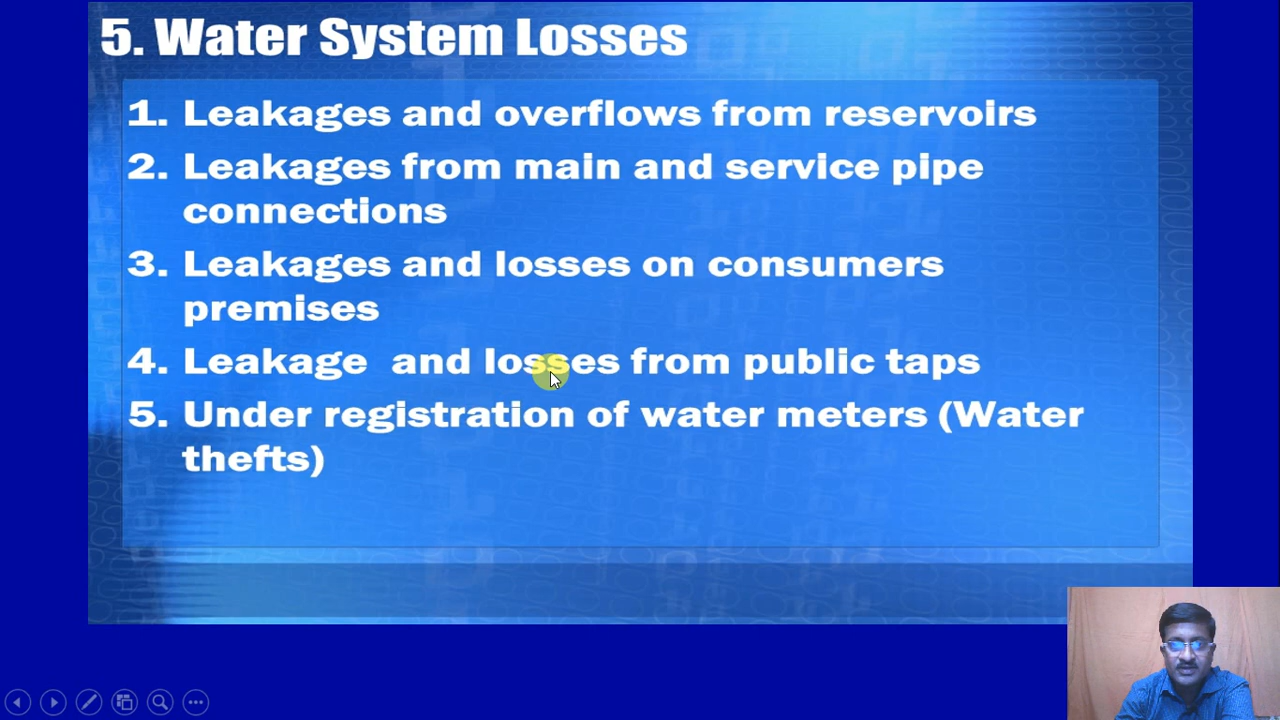 5. Water System Losses
1. Leakages and overflows from reservoirs
2. Leakages from main and service pipe
connections
3. Leakages and losses on consumers
premises
4. Leakage  and losses from public taps
5. Under registration of water meters (Water
thefts)